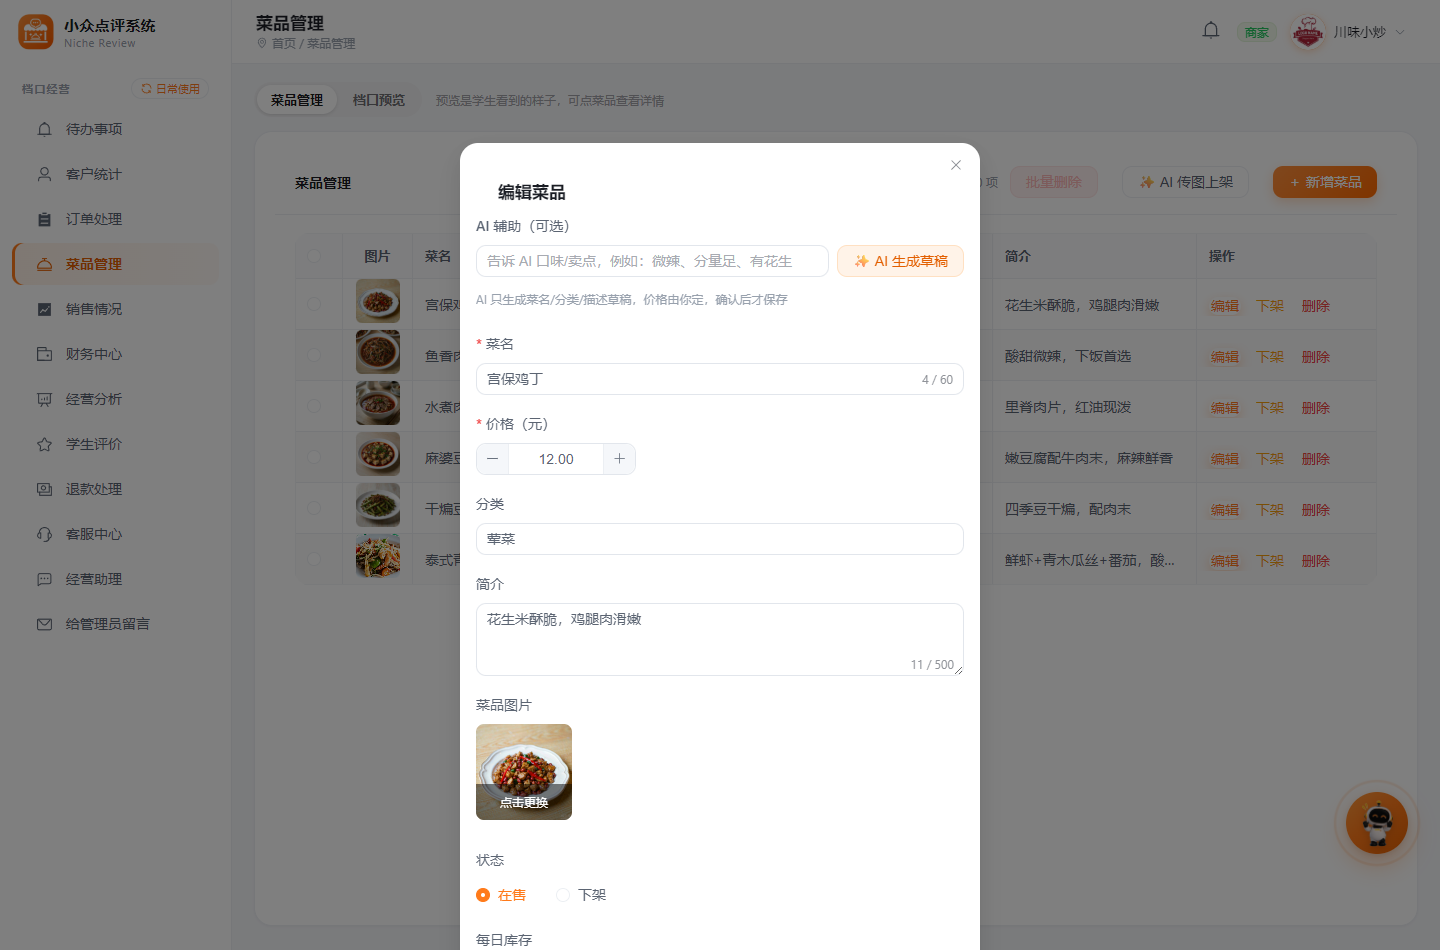 小众点评系统
Niche Review
档口经营
日常使用
待办事项
客户统计
订单处理
菜品管理
销售情况
财务中心
经营分析
学生评价
退款处理
客服中心
经营助理
给管理员留言
菜品管理
首页 / 菜品管理
商家
川味小炒
菜品管理
档口预览
预览是学生看到的样子，可点菜品查看详情
菜品管理
项
批量删除
AI 传图上架
+ 新增菜品
图片
菜名
简介
操作
宫保
花生米酥脆，鸡腿肉滑嫩
编辑
下架
删除
鱼香
酸甜微辣，下饭首选
编辑
下架
删除
水煮
里脊肉片，红油现泼
编辑
下架
删除
麻婆
嫩豆腐配牛肉末，麻辣鲜香
编辑
下架
删除
干煸
四季豆干煸，配肉末
编辑
下架
删除
泰式
鲜虾+青木瓜丝+番茄，酸...
编辑
下架
删除
编辑菜品
AI 辅助（可选）
告诉 AI 口味/卖点，例如：微辣、分量足、有花生
AI 生成草稿
AI 只生成菜名/分类/描述草稿，价格由你定，确认后才保存
* 菜名
宫保鸡丁
4 / 60
* 价格（元）
12.00
分类
荤菜
简介
花生米酥脆，鸡腿肉滑嫩
11 / 500
菜品图片
点击更换
状态
在售
下架
每日库存